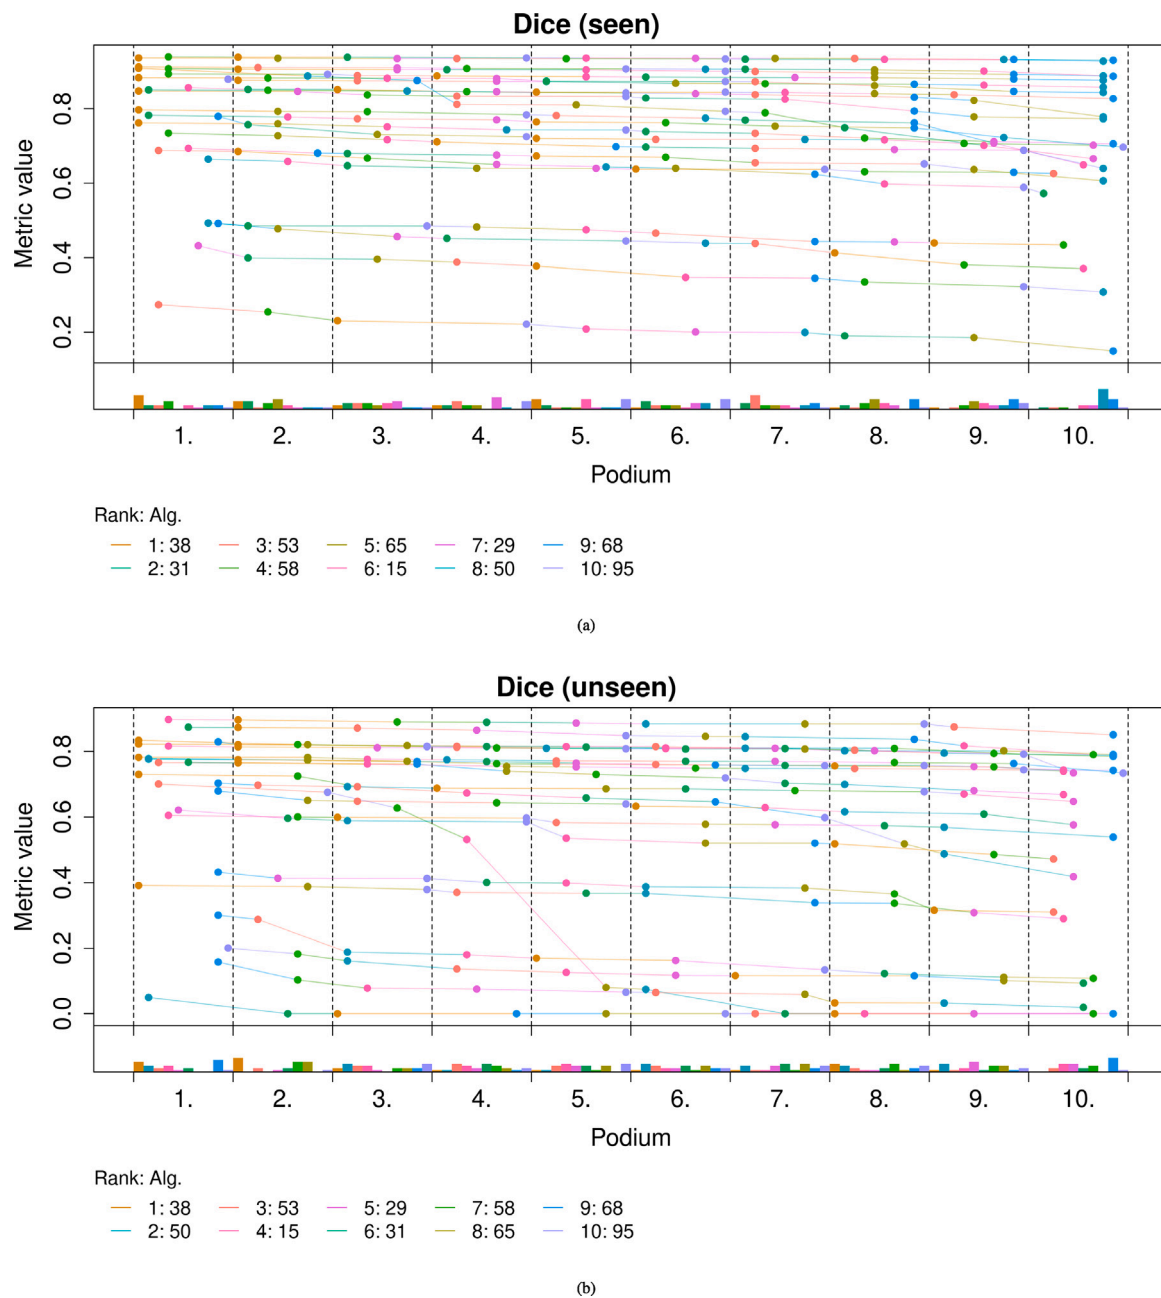 Dice (seen)
Metric value
0.8
0.6
0.4
0.2
1. 2. 3. 4. 5. 6. 7. 8. 9. 10.
Podium
Rank: Alg.
1: 38 3: 53 5: 65 7: 29 9: 68
2: 31 4: 58 6: 15 8: 50 10: 95
(a)
Dice (unseen)
Metric value
0.8
0.6
0.4
0.2
0.0
1. 2. 3. 4. 5. 6. 7. 8. 9. 10.
Podium
Rank: Alg.
1: 38 3: 53 5: 29 7: 58 9: 68
2: 50 4: 15 6: 31 8: 65 10: 95
(b)